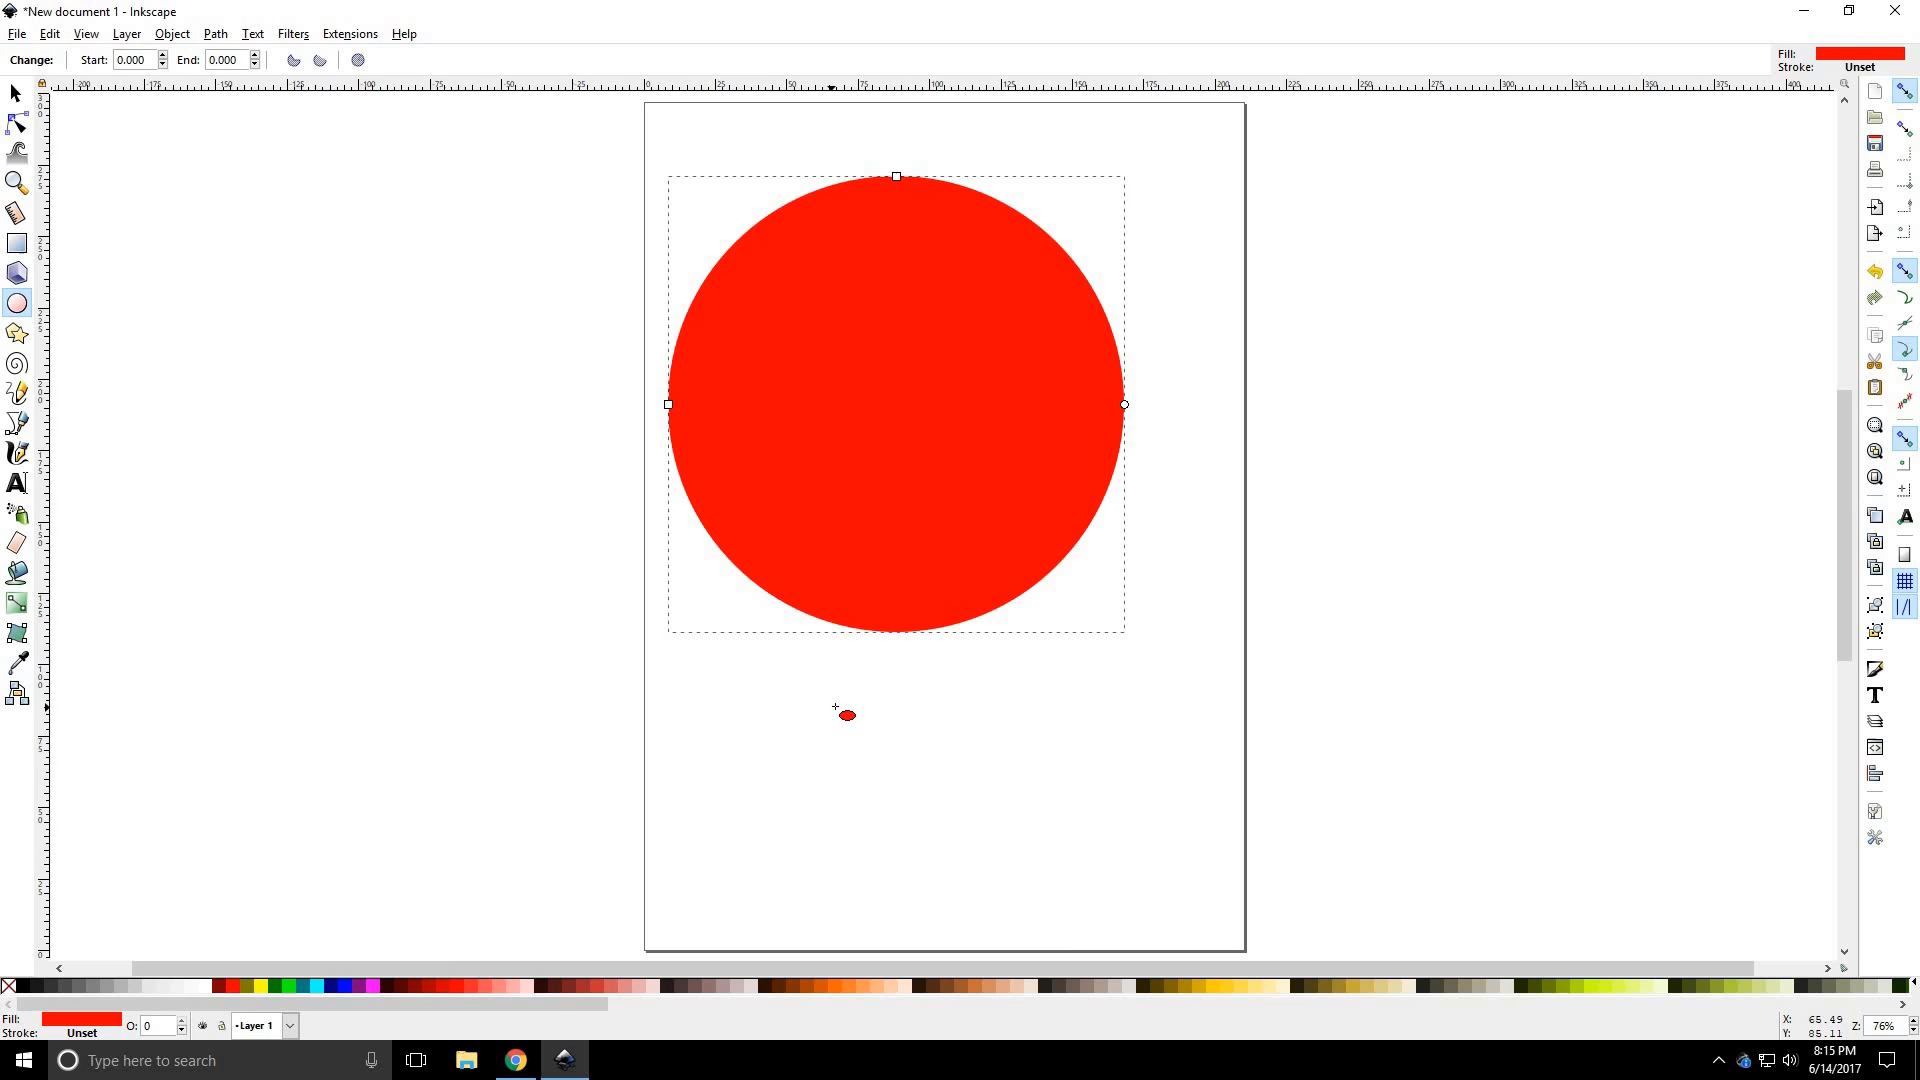 *New document 1 - Inkscape
File Edit View Layer Object Path Text Filters Extensions Help
Change: Start: 0.000 End: 0.000
Fill:
Stroke: Unset
Fill:
Stroke: Unset
O: 0
•Layer 1
X: 65.49
Y: 85.11
Z: 76%
Type here to search
8:15 PM
6/14/2017